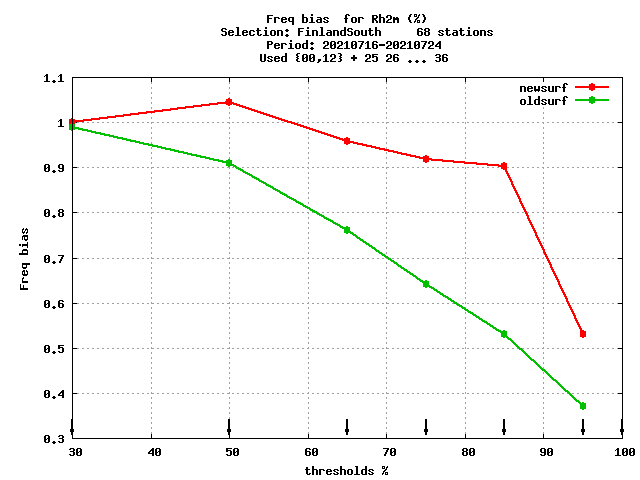 Freq bias  for Rh2m (%)
Selection: FinlandSouth     68 stations
Period: 20210716-20210724
Used {00,12} + 25 26 ... 36
newsurf
oldsurf
Freq bias
1.1
1
0.9
0.8
0.7
0.6
0.5
0.4
0.3
30 40 50 60 70 80 90 100
thresholds %